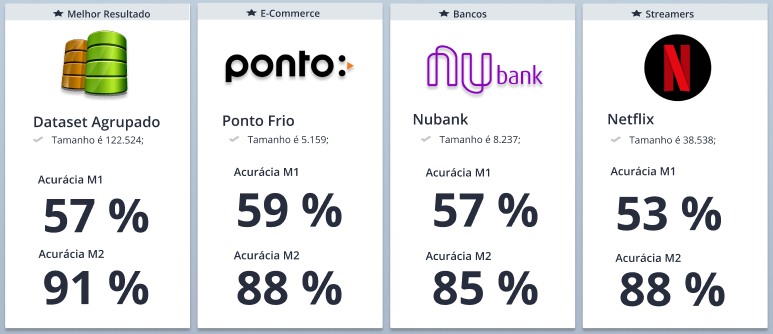 Melhor Resultado
Dataset Agrupado
Tamanho é 122.524;
Acurácia M1
57 %
Acurácia M2
91 %
E-Commerce
ponto:
Ponto Frio
Tamanho é 5.159;
Acurácia M1
59 %
Acurácia M2
88 %
Bancos
nu bank
Nubank
Tamanho é 8.237;
Acurácia M1
57 %
Acurácia M2
85 %
Streamers
N
Netflix
Tamanho é 38.538;
Acurácia M1
53 %
Acurácia M2
88 %